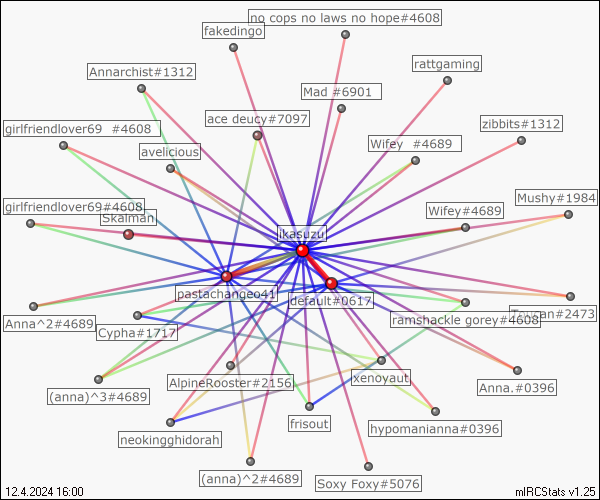 no cops no laws no hope#4608
fakedingo
rattgaming
Annarchist#1312
Mad #6901
ace deucy#7097
zibbits#1312
girlfriendlover69 #4608
Wifey #4689
avelicious
Mushy#1984
girlfriendlover69#4608
Wifey#4689
Skalman
ikasuzu
pastachangeo41
default#0617
Toucan#2473
Anna^2#4689
ramshackle gorey#4608
Cypha#1717
xenoyaut
AlpineRooster#2156
Anna.#0396
(anna)^3#4689
frisout
hypomanianna#0396
neokingghidorah
(anna)^2#4689
Soxy Foxy#5076
12.4.2024 16:00
mIRCStats v1.25